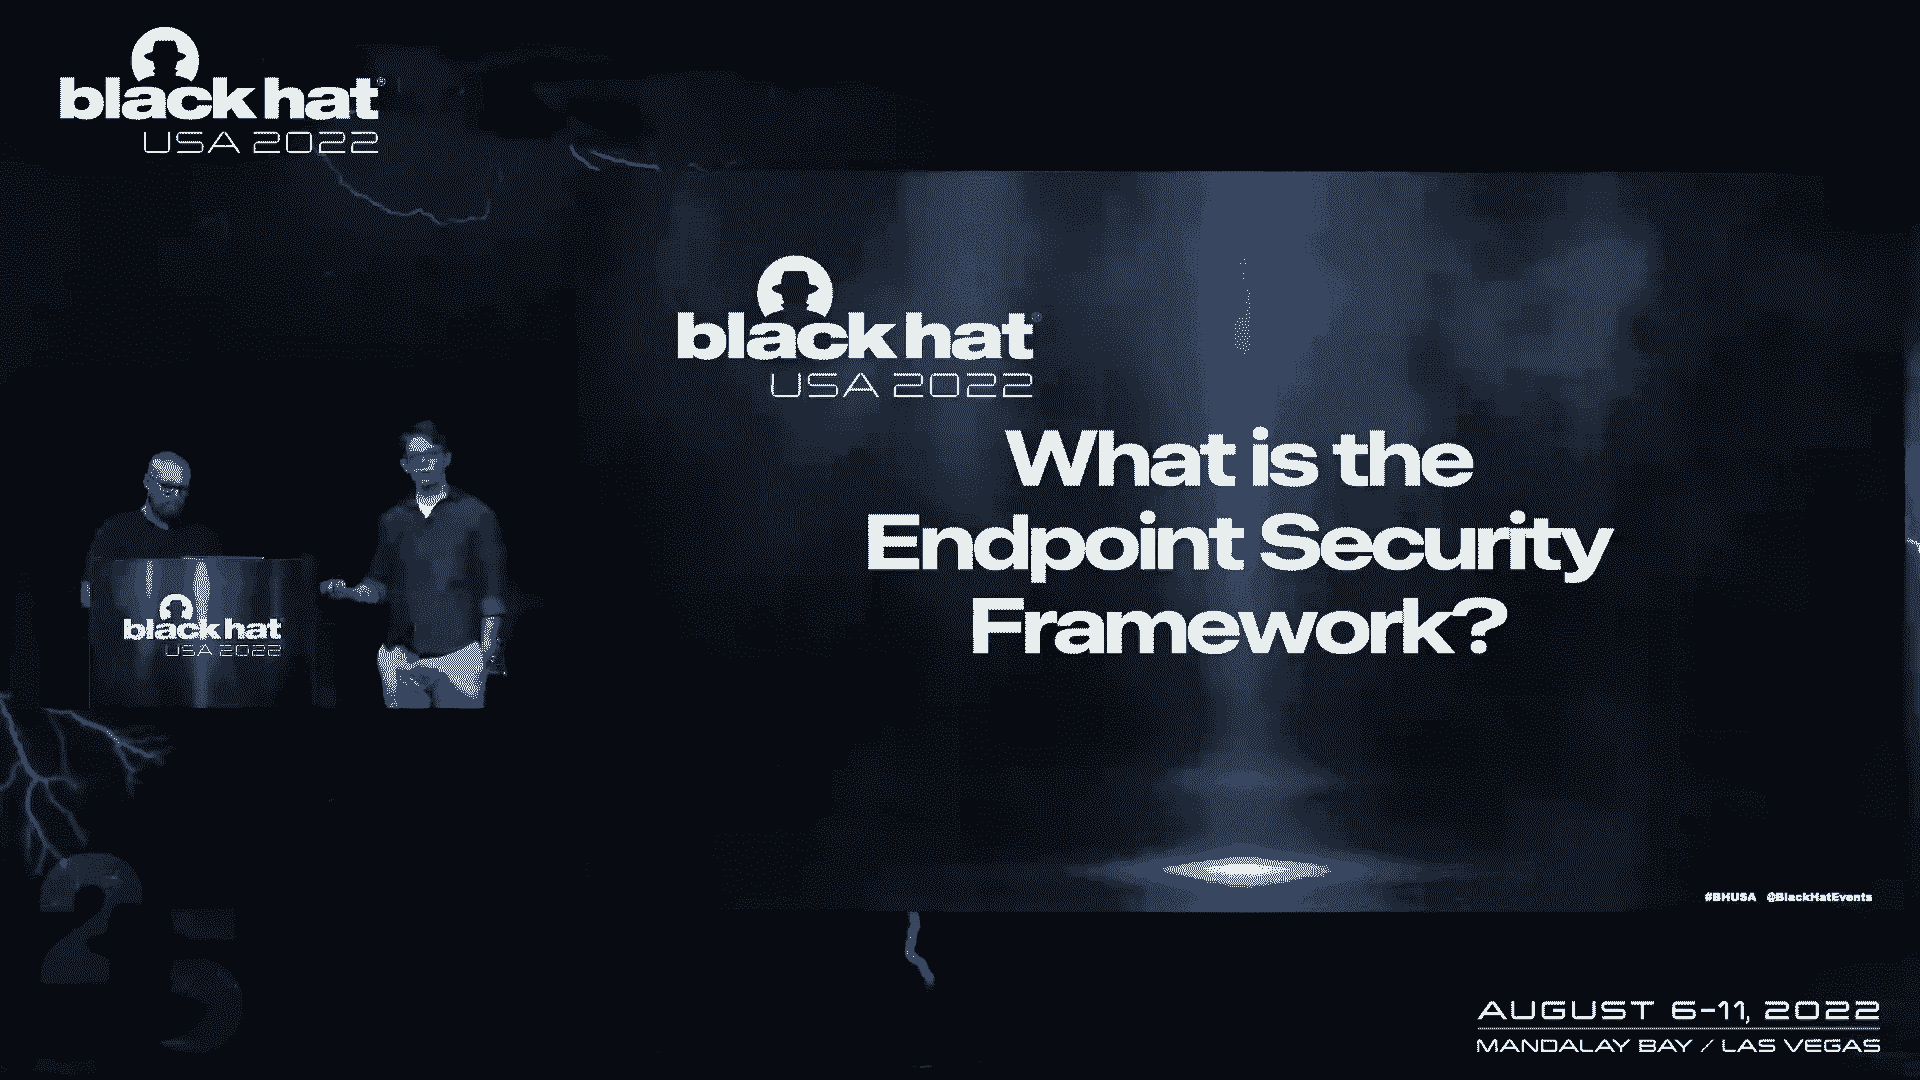 black hat®
USA 2022
black hat®
USA 2022
What is the
Endpoint Security
Framework?
black hat
USA 2022
#BHUSA @BlackHatEvents
25
AUGUST 6-11, 2022
MANDALAY BAY / LAS VEGAS